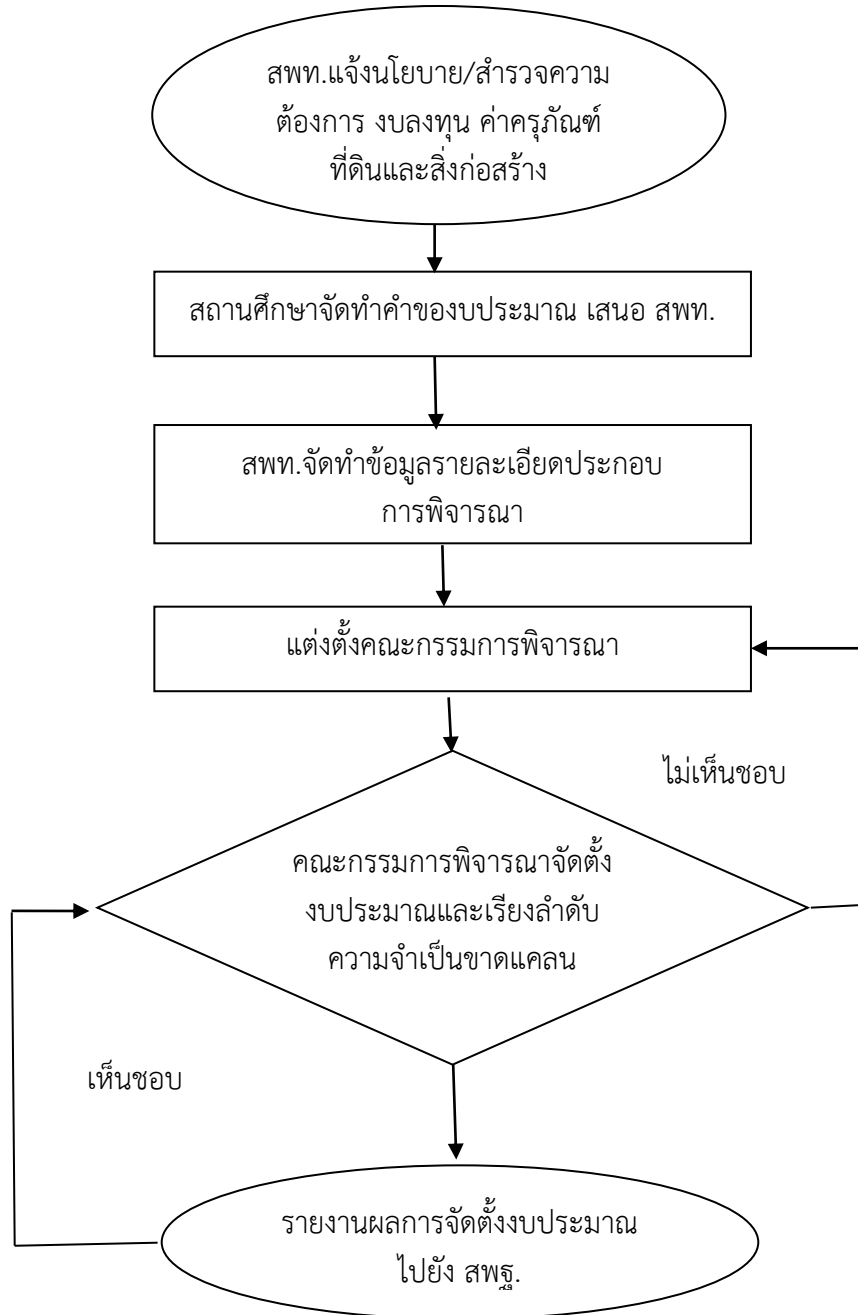 สพท.แจ้งนโยบาย/สำรวจความ
ต้องการ งบลงทุน ค่าครุภัณฑ์
ที่ดินและสิ่งก่อสร้าง
สถานศึกษาจัดทำคำของบประมาณ เสนอ สพท.
สพท.จัดทำข้อมูลรายละเอียดประกอบ
การพิจารณา
แต่งตั้งคณะกรรมการพิจารณา
ไม่เห็นชอบ
คณะกรรมการพิจารณาจัดตั้ง
งบประมาณและเรียงลำดับ
ความจำเป็นขาดแคลน
เห็นชอบ
รายงานผลการจัดตั้งงบประมาณ
ไปยัง สพฐ.